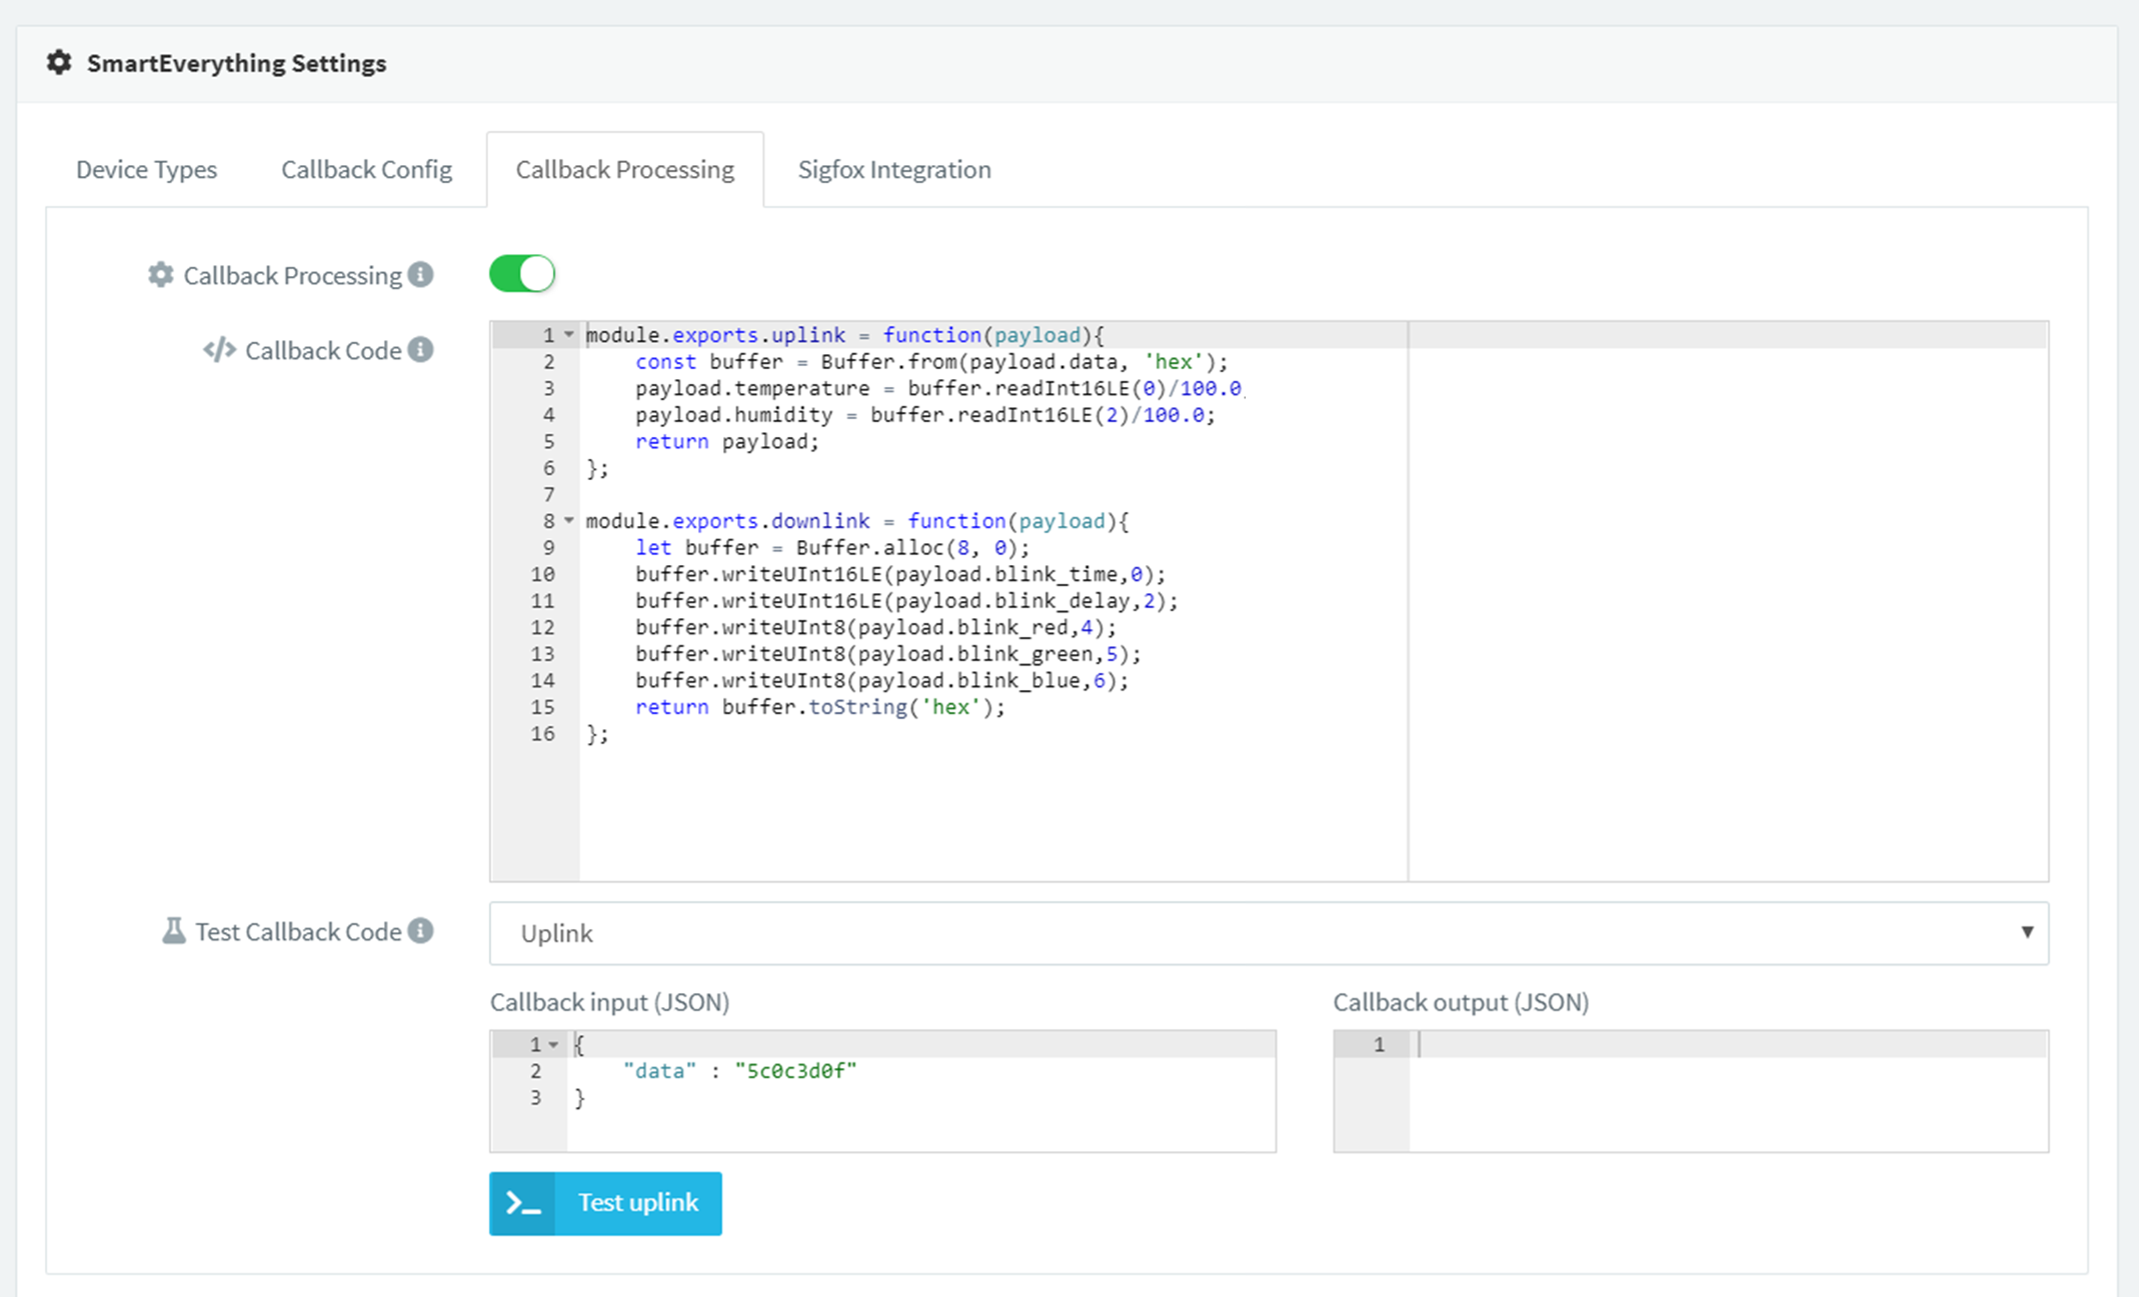 SmartEverything Settings
Device Types Callback Config Callback Processing Sigfox Integration
Callback Processing
Callback Code
1 module.exports.uplink = function(payload){
2 const buffer = Buffer.from(payload.data, 'hex');
3 payload.temperature = buffer.readInt16LE(0)/100.0
4 payload.humidity = buffer.readInt16LE(2)/100.0;
5 return payload;
6 };
7
8 module.exports.downlink = function(payload){
9 let buffer = Buffer.alloc(8, 0);
10 buffer.writeUInt16LE(payload.blink_time,0);
11 buffer.writeUInt16LE(payload.blink_delay,2);
12 buffer.writeUInt8(payload.blink_red,4);
13 buffer.writeUInt8(payload.blink_green,5);
14 buffer.writeUInt8(payload.blink_blue,6);
15 return buffer.toString('hex');
16 };
Test Callback Code
Uplink
Callback input (JSON)
1 {
2 "data" : "5c0c3d0f"
3 }
Callback output (JSON)
1
Test uplink